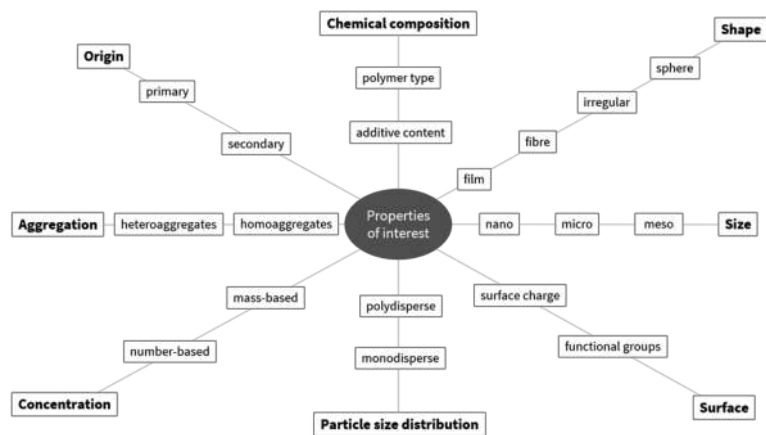 Chemical composition
Shape
Origin
sphere
polymer type
primary
irregular
additive content
fibre
secondary
film
Properties
of interest
Aggregation
heteroaggregates
homoaggregates
nano
micro
meso
Size
mass-based
polydisperse
surface charge
number-based
monodisperse
functional groups
Concentration
Particle size distribution
Surface